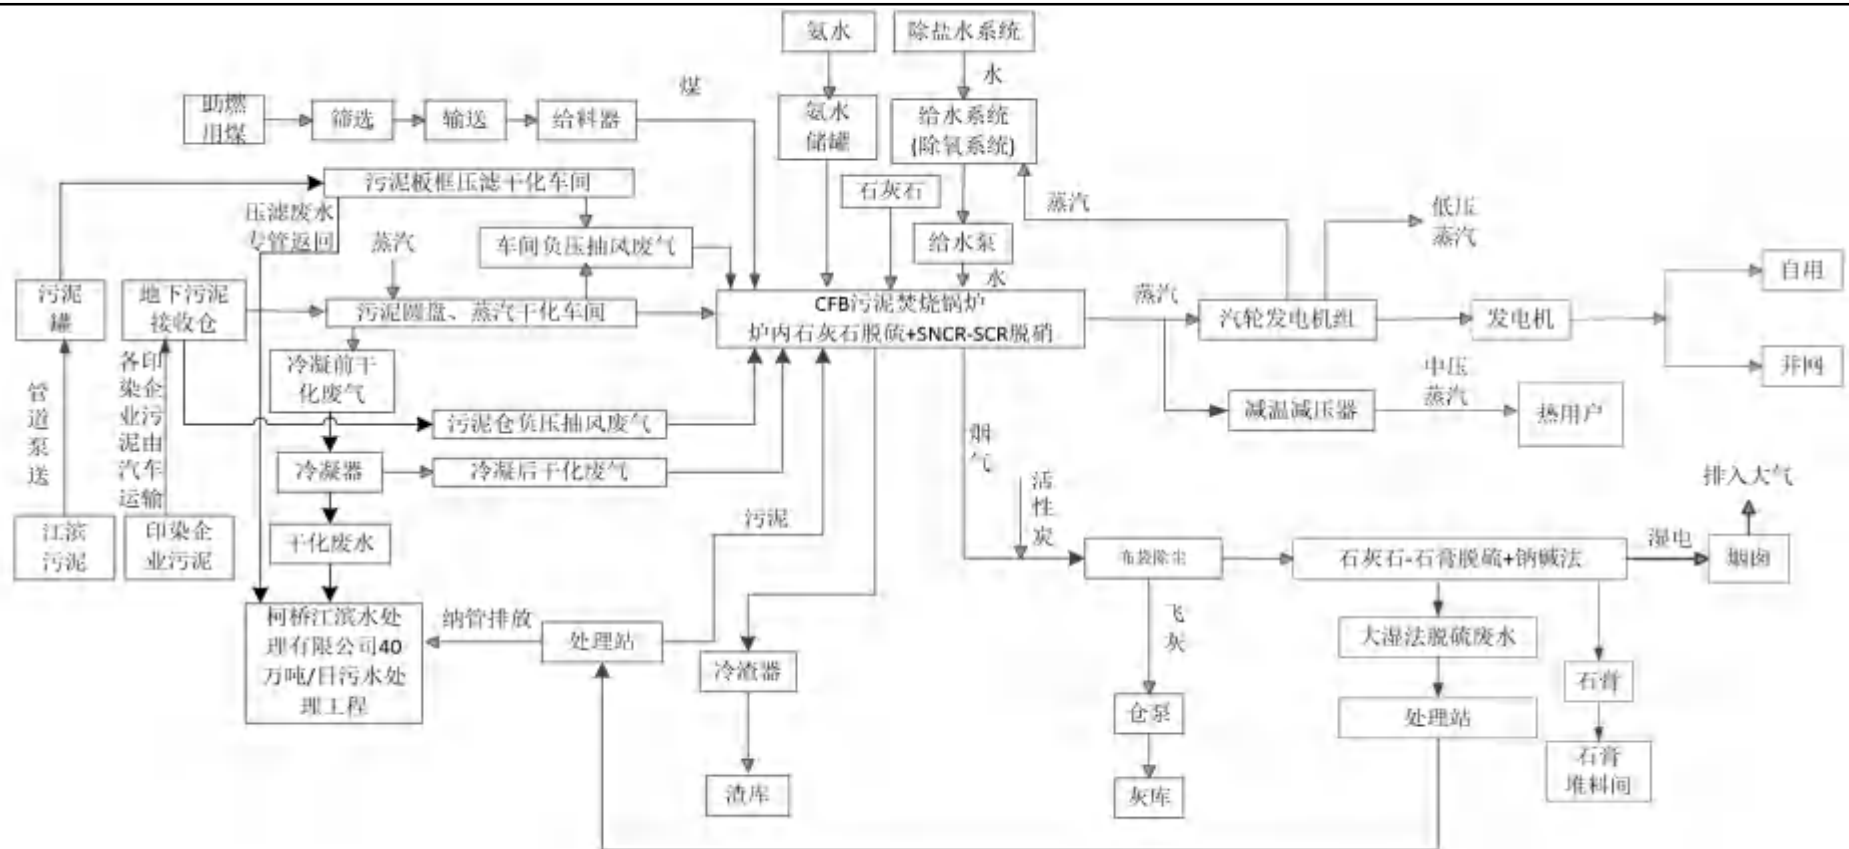 氨水
除盐水系统
水
煤
助燃
用煤
筛选
输送
给料器
氨水
储罐
给水系统
(除氧系统)
污泥板框压滤干化车间
石灰石
蒸汽
低压
蒸汽
压滤废水
专管返回
蒸汽
车间负压抽风废气
给水泵
水
自用
污泥
罐
地下污泥
接收仓
污泥圆盘、蒸汽干化车间
CFB污泥焚烧锅炉
炉内石灰石脱硫+SNCR-SCR脱硝
蒸汽
汽轮发电机组
发电机
并网
管
道
泵
送
各印
染企
业污
泥由
汽车
运输
冷凝前干
化废气
污泥仓负压抽风废气
烟
气
减温减压器
中压
蒸汽
热用户
冷凝器
冷凝后干化废气
活
性
炭
排入大气
江滨
污泥
印染企
业污泥
干化废水
污泥
布袋除尘
石灰石-石膏脱硫+钠碱法
湿电
烟囱
柯桥江滨水处
理有限公司40
万吨/日污水处
理工程
纳管排放
处理站
冷渣器
飞
灰
大湿法脱硫废水
石膏
仓泵
处理站
渣库
灰库
石膏
堆料间